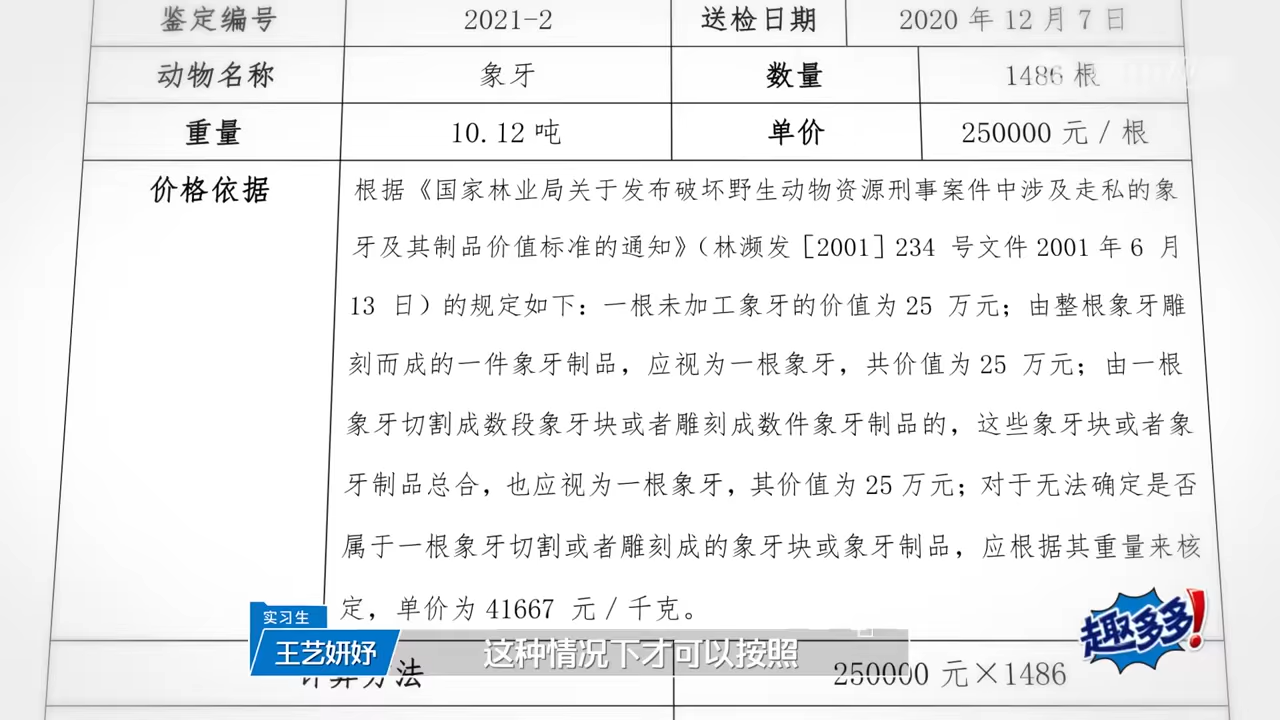 鉴定编号 2021-2 送检日期 2020 年 12 月 7 日
动物名称 象牙 数量 1486 根
重量 10.12 吨 单价 250000 元 / 根
价格依据 根据《国家林业局关于发布破坏野生动物资源刑事案件中涉及走私的象
牙及其制品价值标准的通知》（林濒发［2001］234 号文件 2001 年 6 月
13 日）的规定如下：一根未加工象牙的价值为 25 万元；由整根象牙雕
刻而成的一件象牙制品，应视为一根象牙，共价值为 25 万元；由一根
象牙切割成数段象牙块或者雕刻成数件象牙制品的，这些象牙块或者象
牙制品总合，也应视为一根象牙，其价值为 25 万元；对于无法确定是否
属于一根象牙切割或者雕刻成的象牙块或象牙制品，应根据其重量来核
定，单价为 41667 元 / 千克。
实习生
王艺妍妤 这种情况下才可以按照
趣多多!
计算方法 250000 元×1486